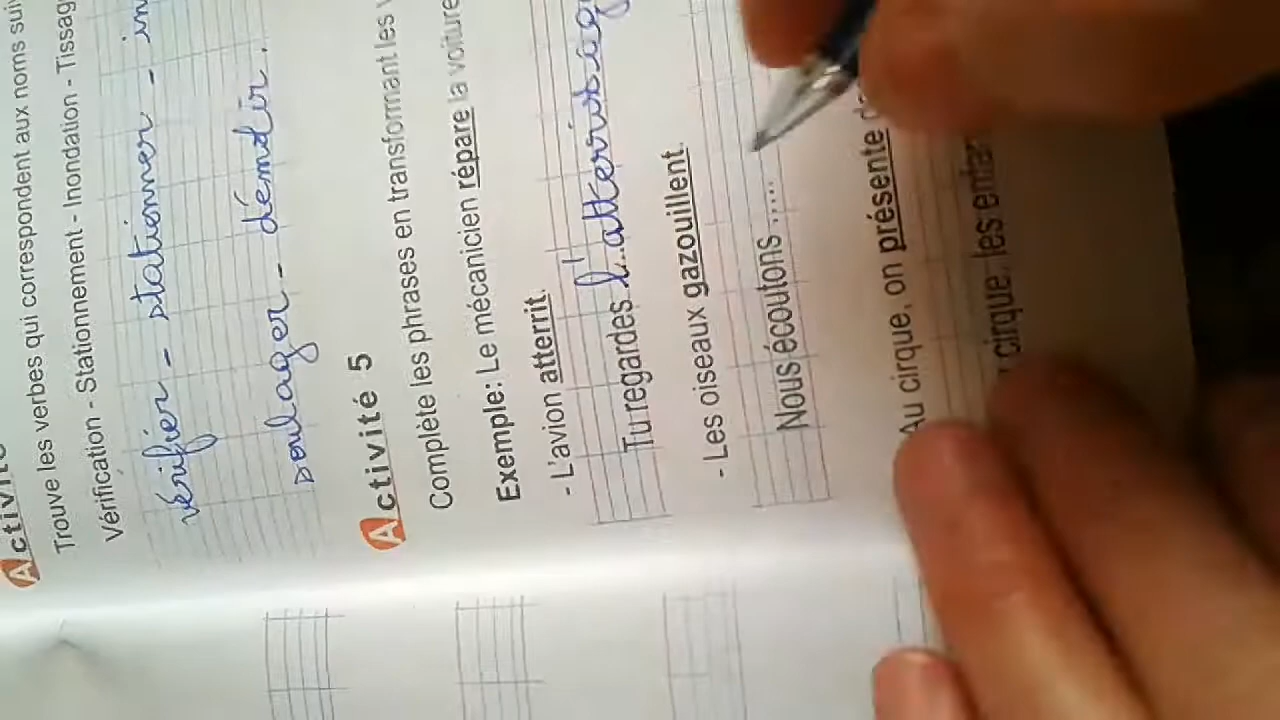 Activité
Trouve les verbes qui correspondent aux noms
Vérification - Stationnement - Inondation - Tissag
vérifier - stationner - in
soulager - démolir.
Activité 5
Complète les phrases en transformant les
Exemple: Le mécanicien répare la voiture
- L'avion atterrit.
Tu regardes l'atterrissag
- Les oiseaux gazouillent.
Nous écoutons .....
Au cirque, on présente
cirque, les enfan